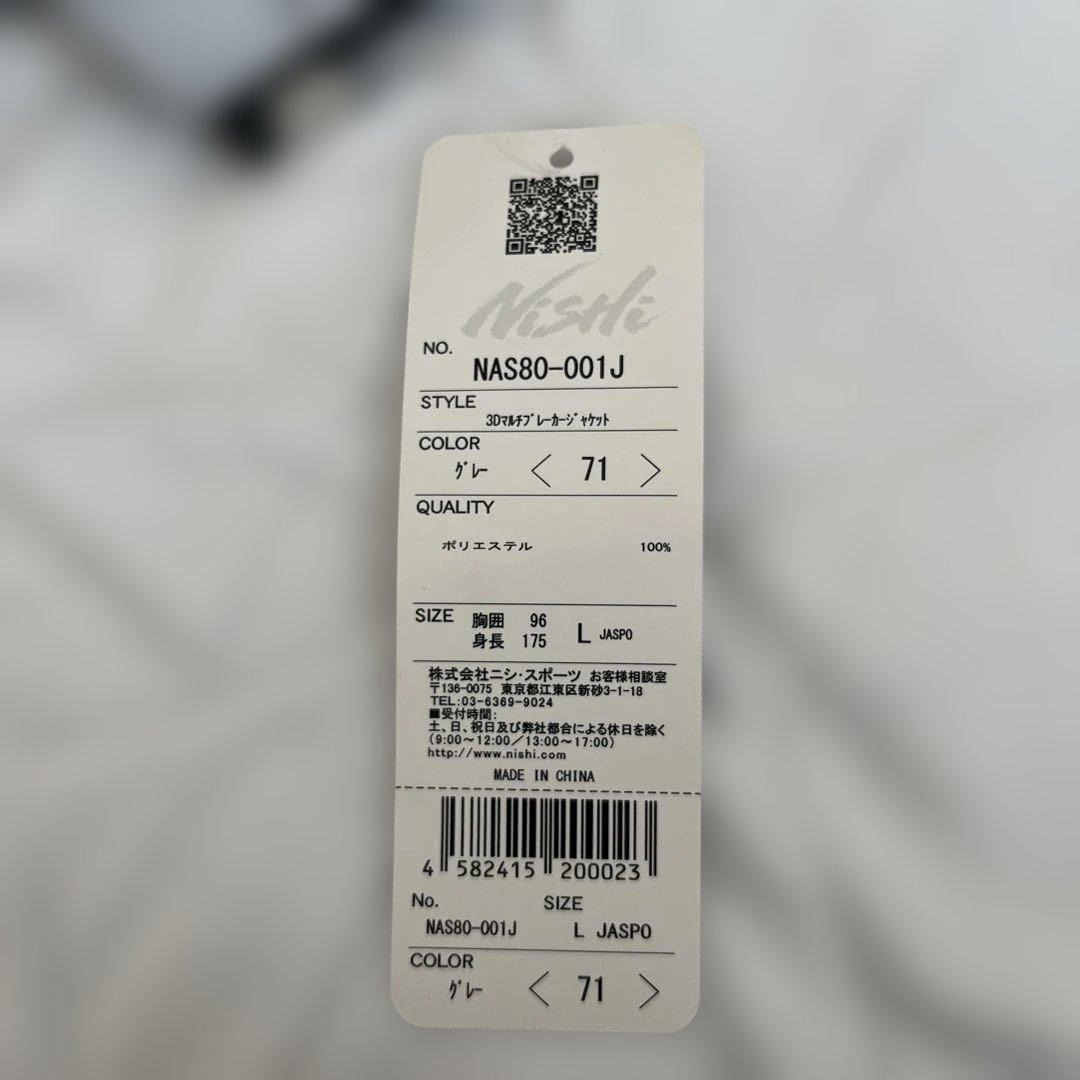 NiSHi
NO.
NAS80-001J
STYLE
3Dﾏﾙﾁﾌﾞﾚｰｶｰｼﾞｬｹｯﾄ
COLOR
ｸﾞﾚｰ < 71 >
QUALITY
ポリエステル 100%
SIZE 胸囲 96
身長 175 L JASPO
株式会社ニシ・スポーツ お客様相談室
〒136-0075 東京都江東区新砂3-1-18
TEL:03-6369-9024
■受付時間:
土、日、祝日及び弊社都合による休日を除く
(9:00～12:00/13:00～17:00)
http://www.nishi.com
MADE IN CHINA
4 582415 200023
No. SIZE
NAS80-001J L JASPO
COLOR
ｸﾞﾚｰ < 71 >